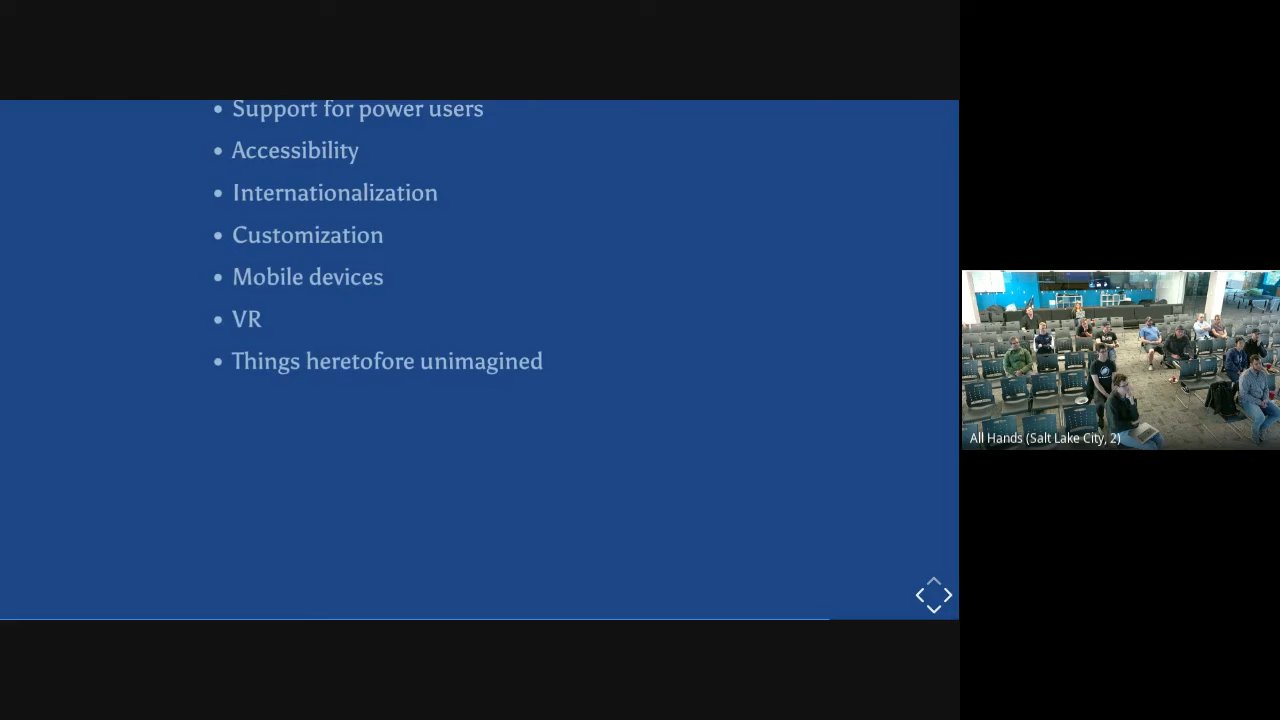 Support for power users
Accessibility
Internationalization
Customization
Mobile devices
VR
Things heretofore unimagined
All Hands (Salt Lake City, 2)